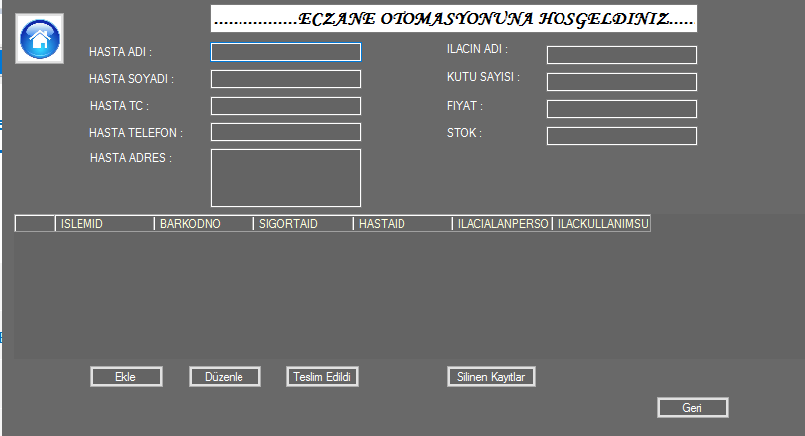 .................ECZANE OTOMASYONUNA HOSGELDINIZ.....
HASTA ADI :
HASTA SOYADI :
HASTA TC :
HASTA TELEFON :
HASTA ADRES :
ILACIN ADI :
KUTU SAYISI :
FIYAT :
STOK :
ISLEMID BARKODNO SIGORTAID HASTAID ILACIALANPERSO ILACKULLANIMSU
Ekle Düzenle Teslim Edildi Silinen Kayıtlar
Geri